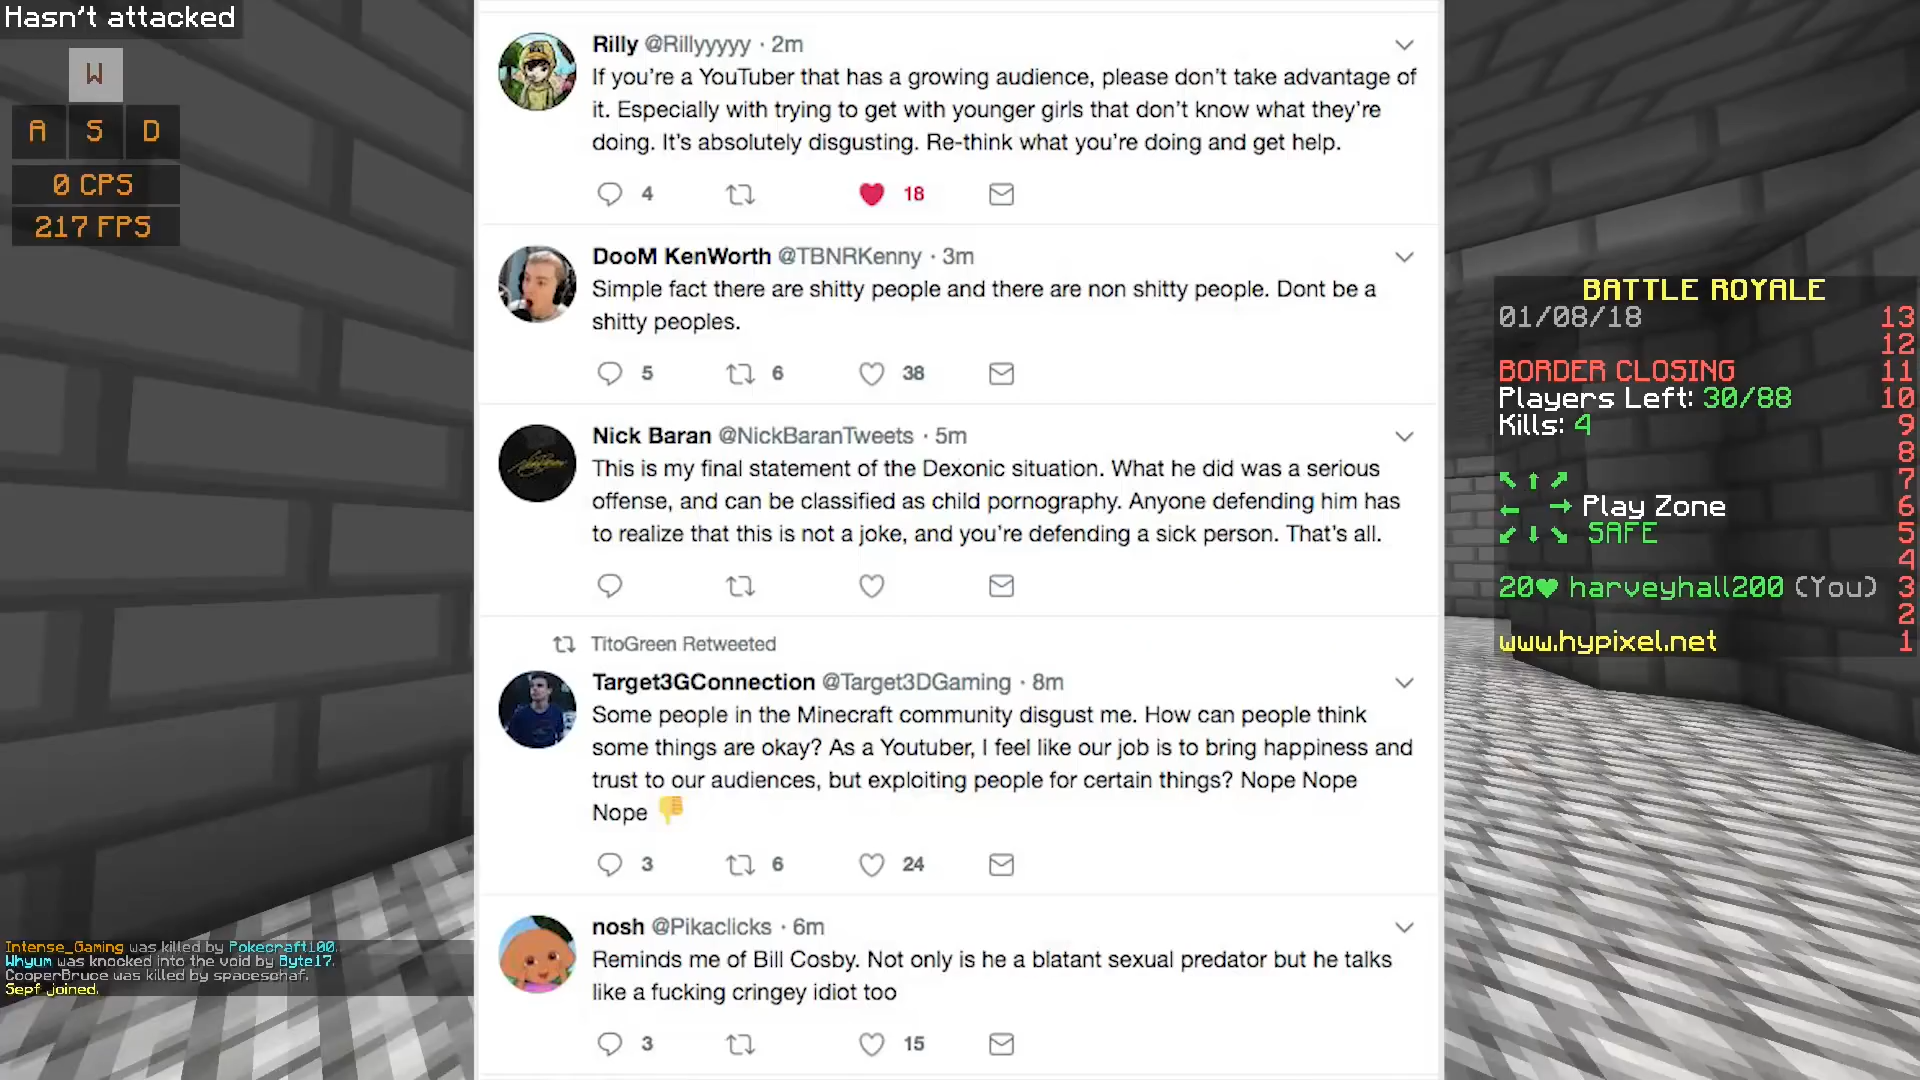 Hasn't attacked
W
A S D
0 CPS
217 FPS
Rilly @Rillyyyyy · 2m
If you're a YouTuber that has a growing audience, please don't take advantage of
it. Especially with trying to get with younger girls that don't know what they're
doing. It's absolutely disgusting. Re-think what you're doing and get help.
4 18
DooM KenWorth @TBNRKenny · 3m
Simple fact there are shitty people and there are non shitty people. Dont be a
shitty peoples.
5 6 38
Nick Baran @NickBaranTweets · 5m
This is my final statement of the Dexonic situation. What he did was a serious
offense, and can be classified as child pornography. Anyone defending him has
to realize that this is not a joke, and you're defending a sick person. That's all.
TitoGreen Retweeted
Target3GConnection @Target3DGaming · 8m
Some people in the Minecraft community disgust me. How can people think
some things are okay? As a Youtuber, I feel like our job is to bring happiness and
trust to our audiences, but exploiting people for certain things? Nope Nope
Nope 👎
3 6 24
nosh @Pikaclicks · 6m
Reminds me of Bill Cosby. Not only is he a blatant sexual predator but he talks
like a fucking cringey idiot too
3 15
Intense_Gaming was killed by Pokecraft100.
Whyum was knocked into the void by Byte17.
CooperBruce was killed by spaceschaf.
Sepf joined.
BATTLE ROYALE
01/08/18 13
12
BORDER CLOSING 11
Players Left: 30/88 10
Kills: 4 9
8
↖ ↑ ↗ 7
← → Play Zone 6
↙ ↓ ↘ SAFE 5
4
20♥ harveyhall200 (You) 3
2
www.hypixel.net 1